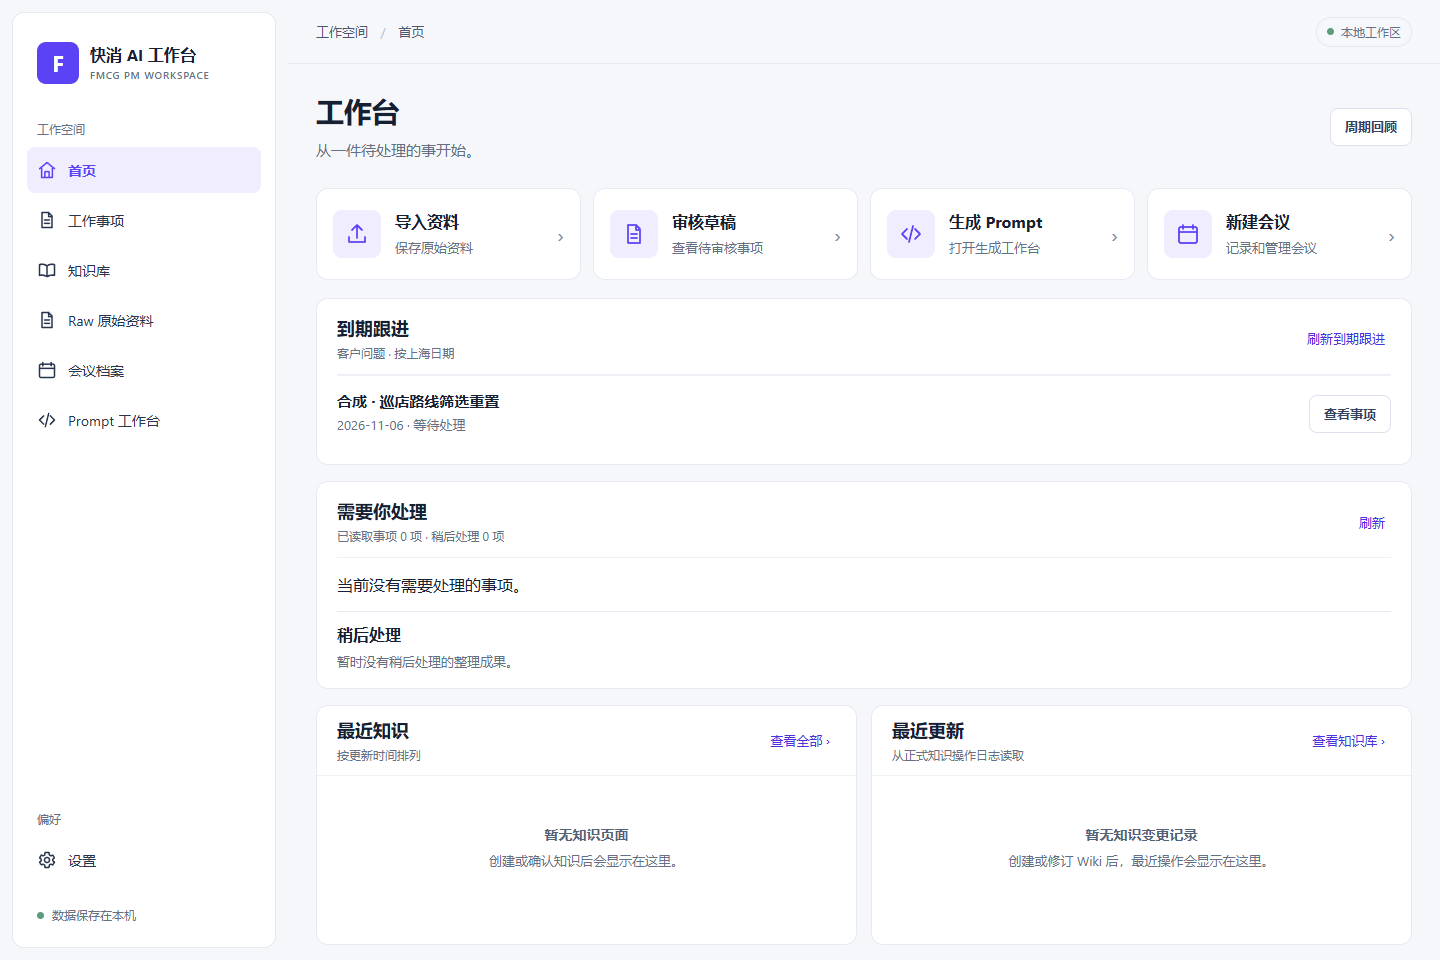 F
快消 AI 工作台
FMCG PM WORKSPACE
工作空间
首页
工作事项
知识库
Raw 原始资料
会议档案
Prompt 工作台
偏好
设置
数据保存在本机
工作空间 / 首页
本地工作区
工作台
从一件待处理的事开始。
周期回顾
导入资料
保存原始资料
审核草稿
查看待审核事项
生成 Prompt
打开生成工作台
新建会议
记录和管理会议
到期跟进
客户问题 · 按上海日期
刷新到期跟进
合成 · 巡店路线筛选重置
2026-11-06 · 等待处理
查看事项
需要你处理
已读取事项 0 项 · 稍后处理 0 项
刷新
当前没有需要处理的事项。
稍后处理
暂时没有稍后处理的整理成果。
最近知识
按更新时间排列
查看全部 ›
暂无知识页面
创建或确认知识后会显示在这里。
最近更新
从正式知识操作日志读取
查看知识库 ›
暂无知识变更记录
创建或修订 Wiki 后，最近操作会显示在这里。